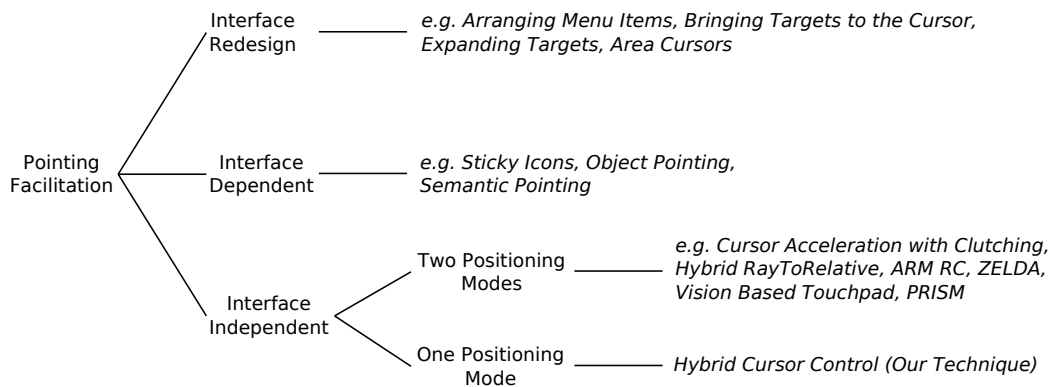 Interface
Redesign
e.g. Arranging Menu Items, Bringing Targets to the Cursor,
Expanding Targets, Area Cursors
Pointing
Facilitation
Interface
Dependent
e.g. Sticky Icons, Object Pointing,
Semantic Pointing
Interface
Independent
Two Positioning
Modes
e.g. Cursor Acceleration with Clutching,
Hybrid RayToRelative, ARM RC, ZELDA,
Vision Based Touchpad, PRISM
One Positioning
Mode
Hybrid Cursor Control (Our Technique)